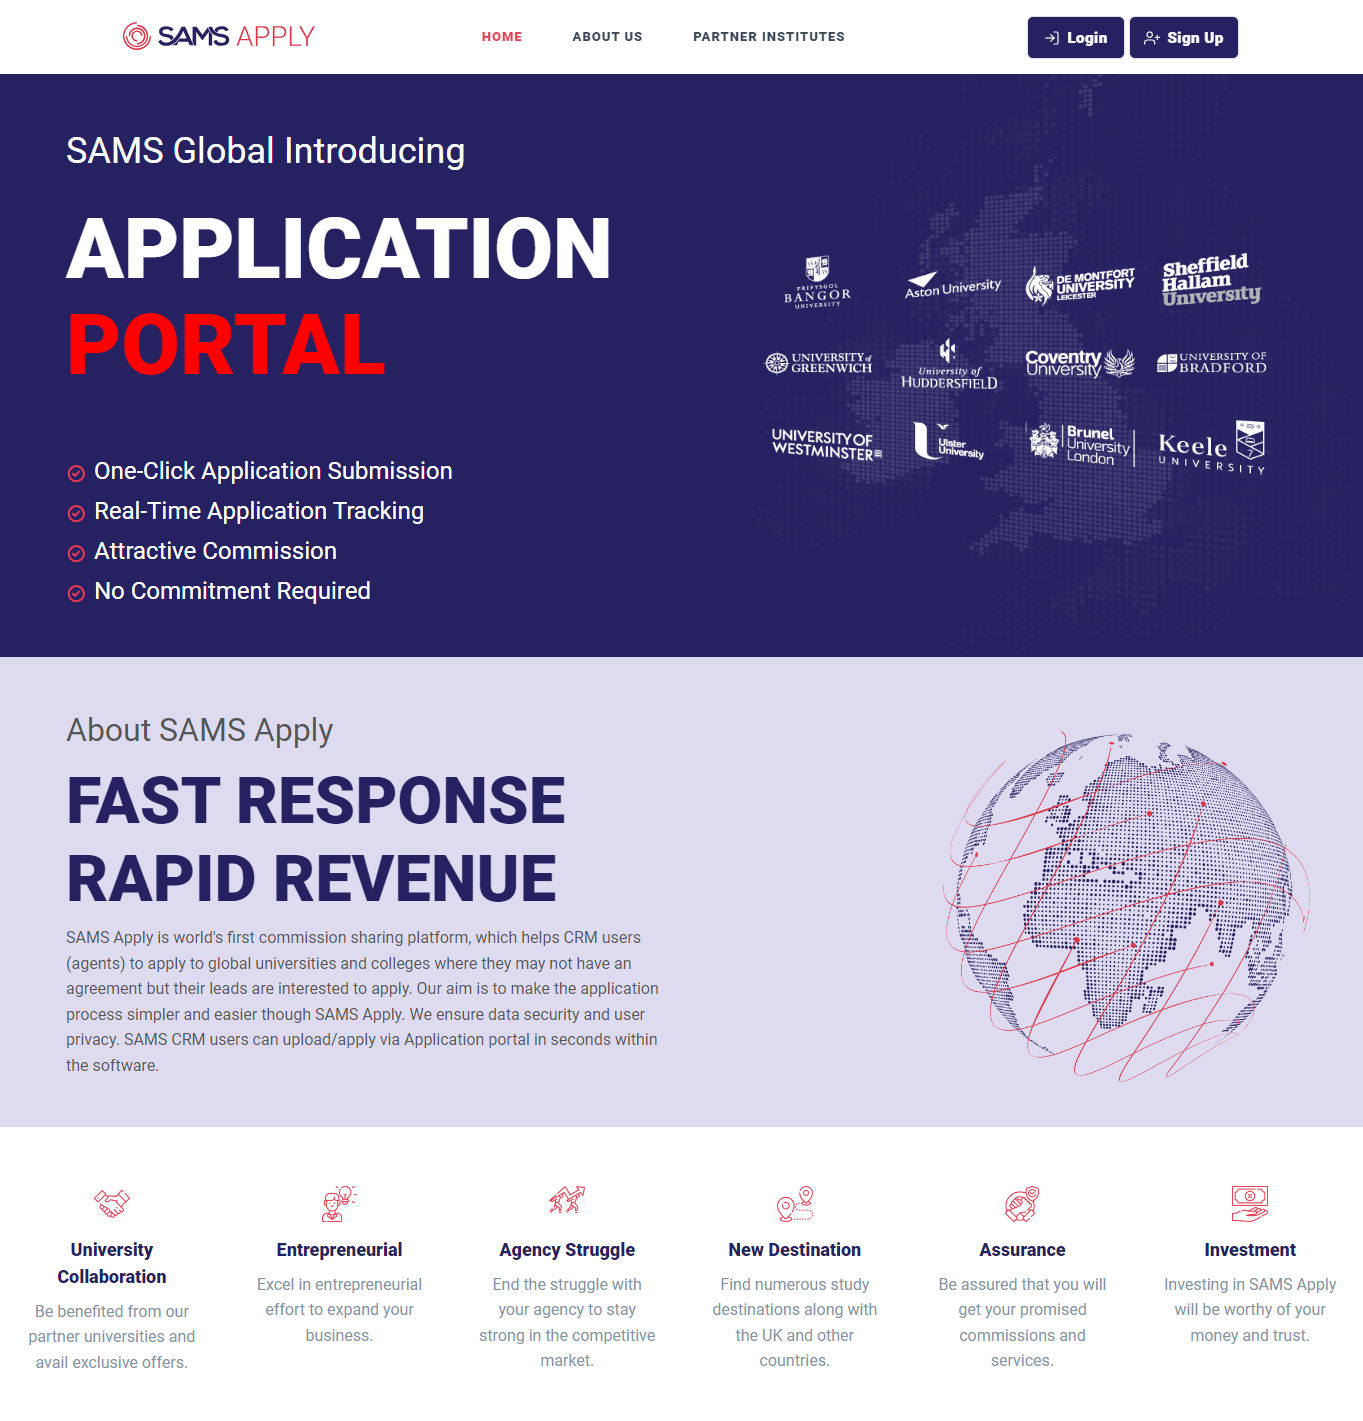 SAMS APPLY
HOME
ABOUT US
PARTNER INSTITUTES
Login
Sign Up
SAMS Global Introducing
APPLICATION
PORTAL
One-Click Application Submission
Real-Time Application Tracking
Attractive Commission
No Commitment Required
PRIFYSGOL
BANGOR
UNIVERSITY
Aston University
DE MONTFORT
UNIVERSITY
LEICESTER
Sheffield
Hallam
University
UNIVERSITY of
GREENWICH
University of
HUDDERSFIELD
Coventry
University
UNIVERSITY OF
BRADFORD
UNIVERSITY OF
WESTMINSTER
Ulster
University
Brunel
University
London
Keele
UNIVERSITY
About SAMS Apply
FAST RESPONSE
RAPID REVENUE
SAMS Apply is world's first commission sharing platform, which helps CRM users
(agents) to apply to global universities and colleges where they may not have an
agreement but their leads are interested to apply. Our aim is to make the application
process simpler and easier though SAMS Apply. We ensure data security and user
privacy. SAMS CRM users can upload/apply via Application portal in seconds within
the software.
University
Collaboration
Be benefited from our
partner universities and
avail exclusive offers.
Entrepreneurial
Excel in entrepreneurial
effort to expand your
business.
Agency Struggle
End the struggle with
your agency to stay
strong in the competitive
market.
New Destination
Find numerous study
destinations along with
the UK and other
countries.
Assurance
Be assured that you will
get your promised
commissions and
services.
Investment
Investing in SAMS Apply
will be worthy of your
money and trust.